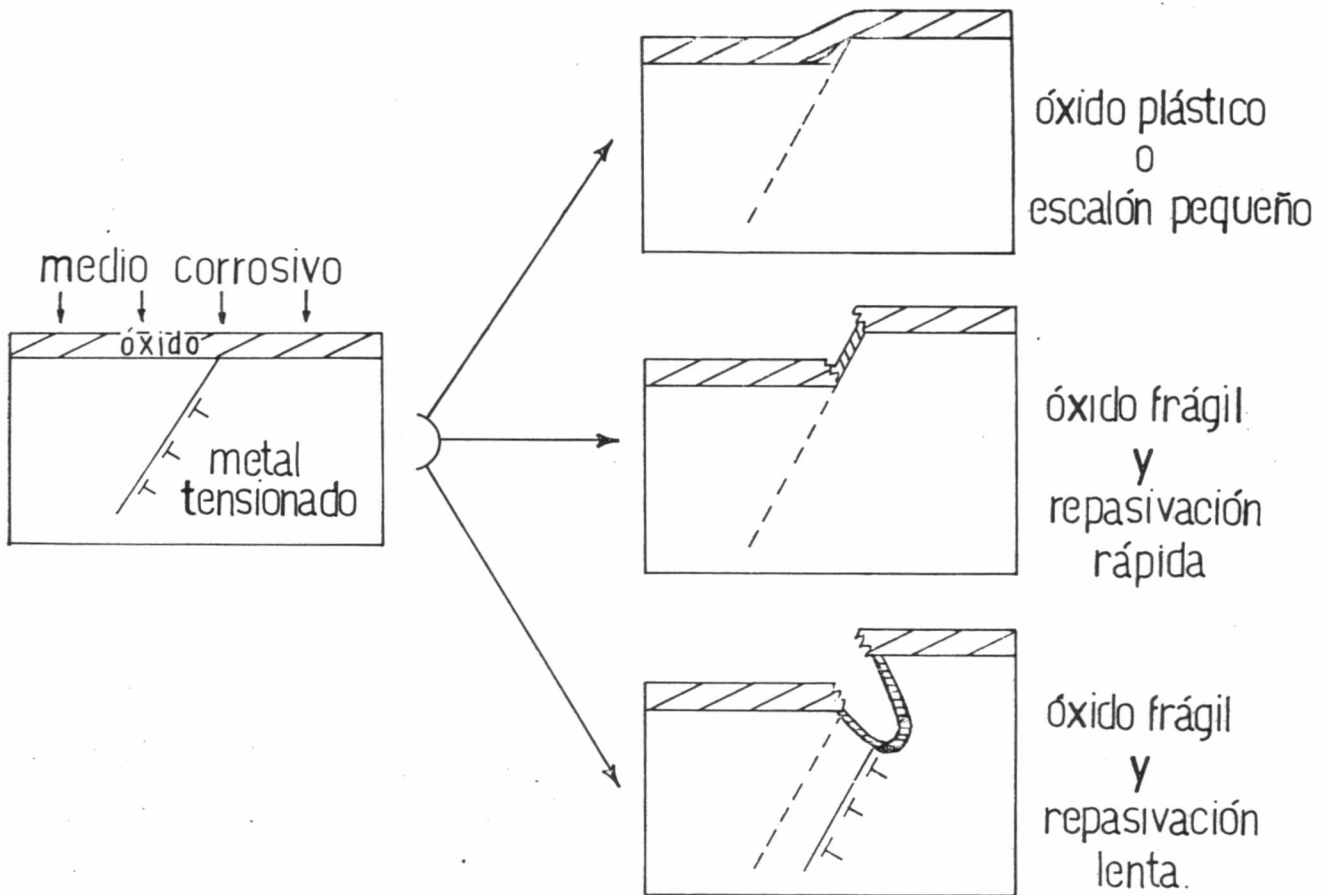 medio corrosivo
óxido
metal
tensionado
óxido plástico
o
escalón pequeño
óxido frágil
y
repasivación
rápida
óxido frágil
y
repasivación
lenta.